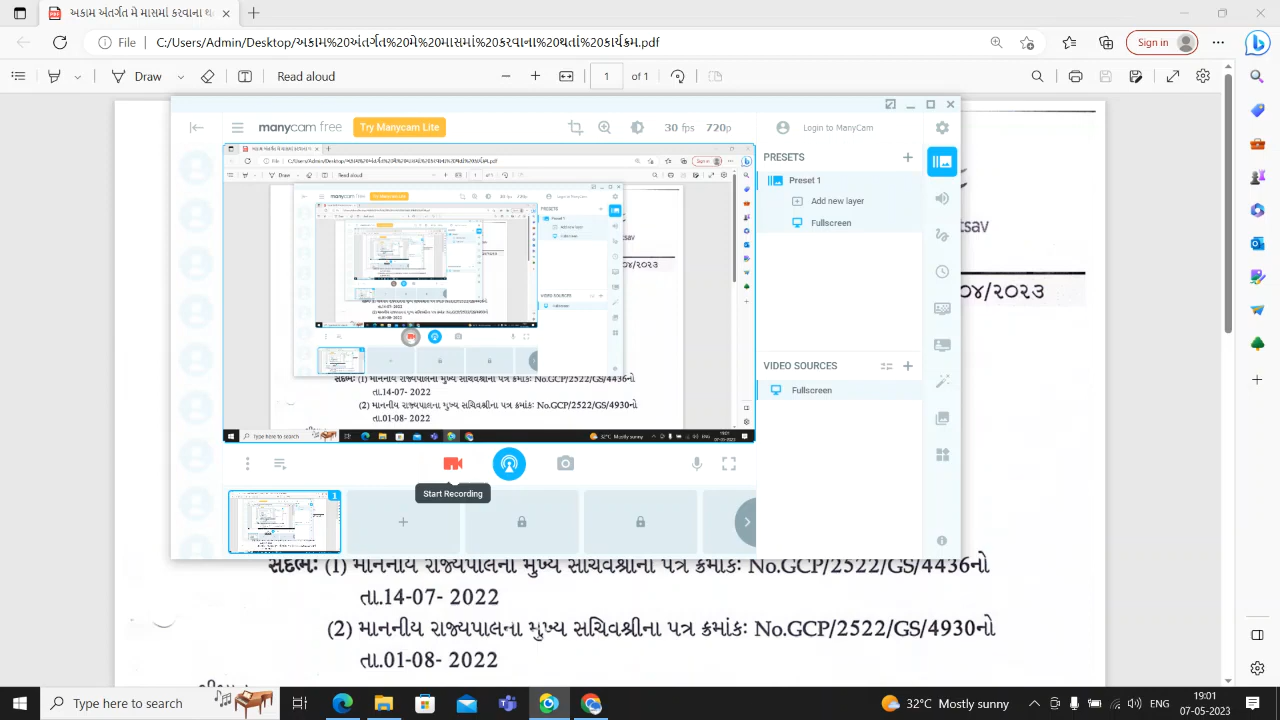 અકામ અંતર્ગત મે માસમાં કરવાના થ
File
C:/Users/Admin/Desktop/અકામ%20અંતર્ગત%20મે%20માસમાં%20કરવાના%20થતાં%20કાર્યક્રમ.pdf
Sign in
Draw
Read aloud
1
of 1
manycam free
Try Manycam Lite
30 fps
720p
Login to ManyCam
PRESETS
Preset 1
Add new layer
Fullscreen
tsav
૦૪/૨૦૨૩
VIDEO SOURCES
Fullscreen
Start Recording
1
સંદર્ભઃ (1) માનનીય રાજ્યપાલના મુખ્ય સચિવશ્રીના પત્ર ક્રમાંકઃ No.GCP/2522/GS/4436નો
તા.14-07- 2022
(2) માનનીય રાજ્યપાલના મુખ્ય સચિવશ્રીના પત્ર ક્રમાંકઃ No.GCP/2522/GS/4930નો
તા.01-08- 2022
Type here to search
32°C Mostly sunny
ENG
19:01
07-05-2023